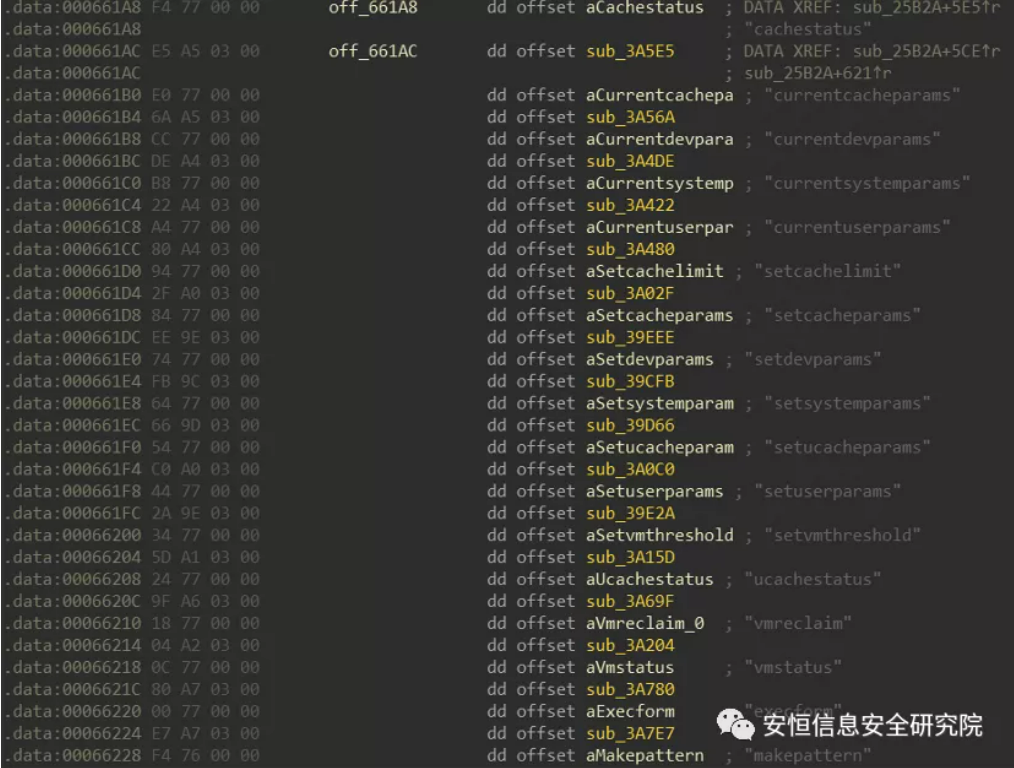 .data:000661A8 F4 77 00 00 off_661A8 dd offset aCachestatus ; DATA XREF: sub_25B2A+5E5↑r
.data:000661A8 ; "cachestatus"
.data:000661AC E5 A5 03 00 off_661AC dd offset sub_3A5E5 ; DATA XREF: sub_25B2A+5CE↑r
.data:000661AC ; sub_25B2A+621↑r
.data:000661B0 E0 77 00 00 dd offset aCurrentcachepa ; "currentcacheparams"
.data:000661B4 6A A5 03 00 dd offset sub_3A56A
.data:000661B8 CC 77 00 00 dd offset aCurrentdevpara ; "currentdevparams"
.data:000661BC DE A4 03 00 dd offset sub_3A4DE
.data:000661C0 B8 77 00 00 dd offset aCurrentsystemp ; "currentsystemparams"
.data:000661C4 22 A4 03 00 dd offset sub_3A422
.data:000661C8 A4 77 00 00 dd offset aCurrentuserpar ; "currentuserparams"
.data:000661CC 80 A4 03 00 dd offset sub_3A480
.data:000661D0 94 77 00 00 dd offset aSetcachelimit ; "setcachelimit"
.data:000661D4 2F A0 03 00 dd offset sub_3A02F
.data:000661D8 84 77 00 00 dd offset aSetcacheparams ; "setcacheparams"
.data:000661DC EE 9E 03 00 dd offset sub_39EEE
.data:000661E0 74 77 00 00 dd offset aSetdevparams ; "setdevparams"
.data:000661E4 FB 9C 03 00 dd offset sub_39CFB
.data:000661E8 64 77 00 00 dd offset aSetsystemparam ; "setsystemparams"
.data:000661EC 66 9D 03 00 dd offset sub_39D66
.data:000661F0 54 77 00 00 dd offset aSetucacheparam ; "setucacheparams"
.data:000661F4 C0 A0 03 00 dd offset sub_3A0C0
.data:000661F8 44 77 00 00 dd offset aSetuserparams ; "setuserparams"
.data:000661FC 2A 9E 03 00 dd offset sub_39E2A
.data:00066200 34 77 00 00 dd offset aSetvmthreshold ; "setvmthreshold"
.data:00066204 5D A1 03 00 dd offset sub_3A15D
.data:00066208 24 77 00 00 dd offset aUcachestatus ; "ucachestatus"
.data:0006620C 9F A6 03 00 dd offset sub_3A69F
.data:00066210 18 77 00 00 dd offset aVmreclaim_0 ; "vmreclaim"
.data:00066214 04 A2 03 00 dd offset sub_3A204
.data:00066218 0C 77 00 00 dd offset aVmstatus ; "vmstatus"
.data:0006621C 80 A7 03 00 dd offset sub_3A780
.data:00066220 00 77 00 00 dd offset aExecform ; "execform"
.data:00066224 E7 A7 03 00 dd offset sub_3A7E7
.data:00066228 F4 76 00 00 dd offset aMakepattern ; "makepattern"
安恒信息安全研究院